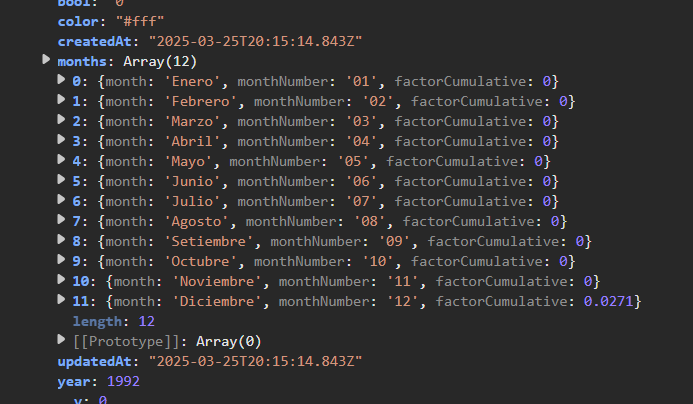 bool: "0"
color: "#fff"
createdAt: "2025-03-25T20:15:14.843Z"
months: Array(12)
0: {month: 'Enero', monthNumber: '01', factorCumulative: 0}
1: {month: 'Febrero', monthNumber: '02', factorCumulative: 0}
2: {month: 'Marzo', monthNumber: '03', factorCumulative: 0}
3: {month: 'Abril', monthNumber: '04', factorCumulative: 0}
4: {month: 'Mayo', monthNumber: '05', factorCumulative: 0}
5: {month: 'Junio', monthNumber: '06', factorCumulative: 0}
6: {month: 'Julio', monthNumber: '07', factorCumulative: 0}
7: {month: 'Agosto', monthNumber: '08', factorCumulative: 0}
8: {month: 'Setiembre', monthNumber: '09', factorCumulative: 0}
9: {month: 'Octubre', monthNumber: '10', factorCumulative: 0}
10: {month: 'Noviembre', monthNumber: '11', factorCumulative: 0}
11: {month: 'Diciembre', monthNumber: '12', factorCumulative: 0.0271}
length: 12
[[Prototype]]: Array(0)
updatedAt: "2025-03-25T20:15:14.843Z"
year: 1992